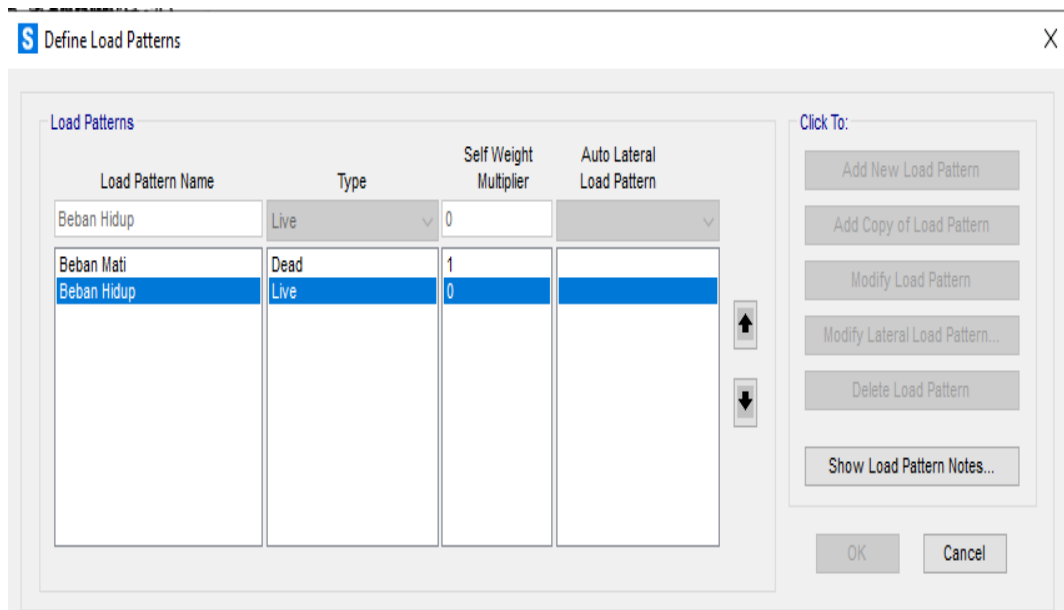 S Define Load Patterns X
Load Patterns
Click To:
Load Pattern Name Type Self Weight Multiplier Auto Lateral Load Pattern
Beban Hidup Live 0
Beban Mati Dead 1
Beban Hidup Live 0
Add New Load Pattern
Add Copy of Load Pattern
Modify Load Pattern
Modify Lateral Load Pattern...
Delete Load Pattern
Show Load Pattern Notes...
OK Cancel